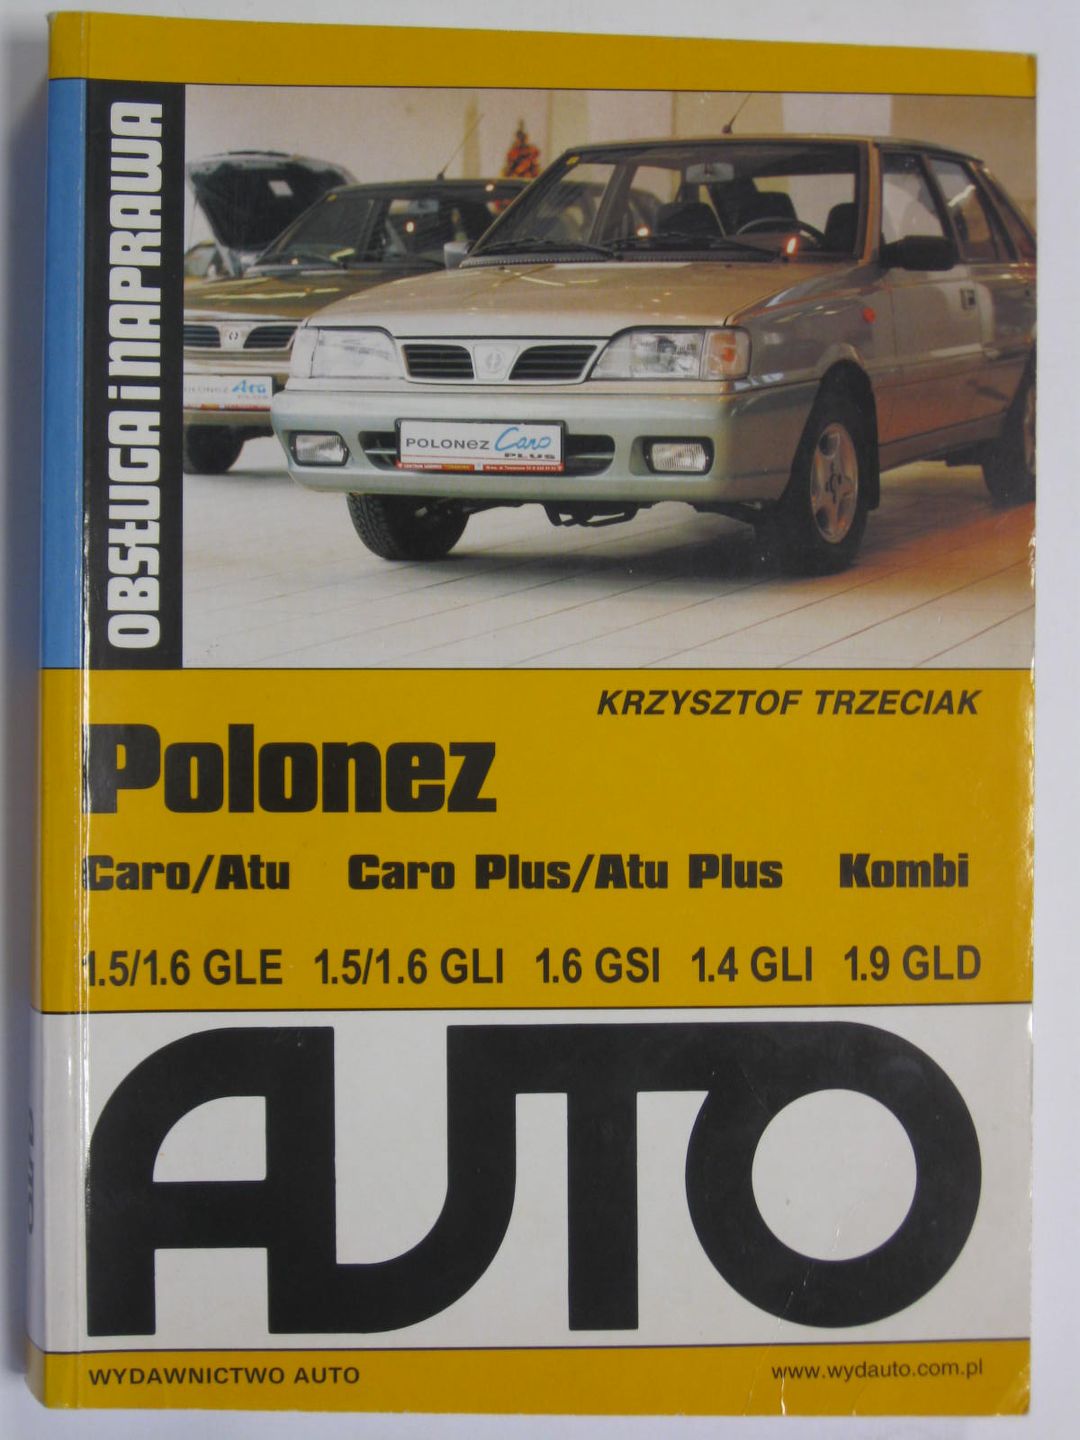 OBSŁUGA i NAPRAWA
POLONEZ Atu
POLONEZ Caro
PLUS
KRZYSZTOF TRZECIAK
Polonez
Caro/Atu Caro Plus/Atu Plus Kombi
1.5/1.6 GLE 1.5/1.6 GLI 1.6 GSI 1.4 GLI 1.9 GLD
AUTO
WYDAWNICTWO AUTO
www.wydauto.com.pl